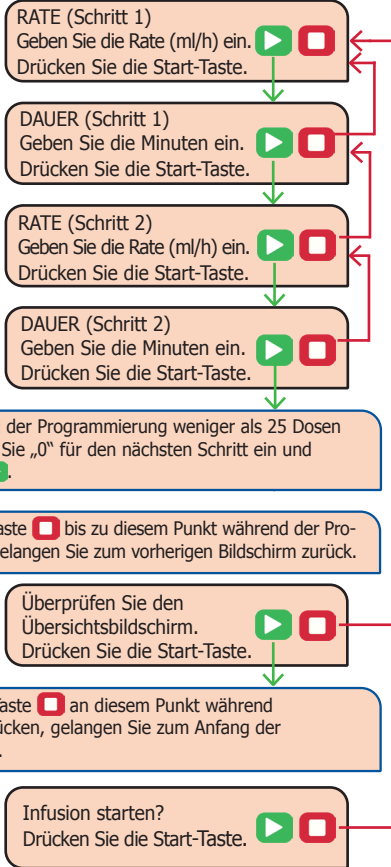 RATE (Schritt 1)
Geben Sie die Rate (ml/h) ein.
Drücken Sie die Start-Taste.
DAUER (Schritt 1)
Geben Sie die Minuten ein.
Drücken Sie die Start-Taste.
RATE (Schritt 2)
Geben Sie die Rate (ml/h) ein.
Drücken Sie die Start-Taste.
DAUER (Schritt 2)
Geben Sie die Minuten ein.
Drücken Sie die Start-Taste.
der Programmierung weniger als 25 Dosen
Sie „0“ für den nächsten Schritt ein und
.
bis zu diesem Punkt während der Pro-
gelangen Sie zum vorherigen Bildschirm zurück.
Überprüfen Sie den
Übersichtsbildschirm.
Drücken Sie die Start-Taste.
Taste an diesem Punkt während
gelangen Sie zum Anfang der
.
Infusion starten?
Drücken Sie die Start-Taste.